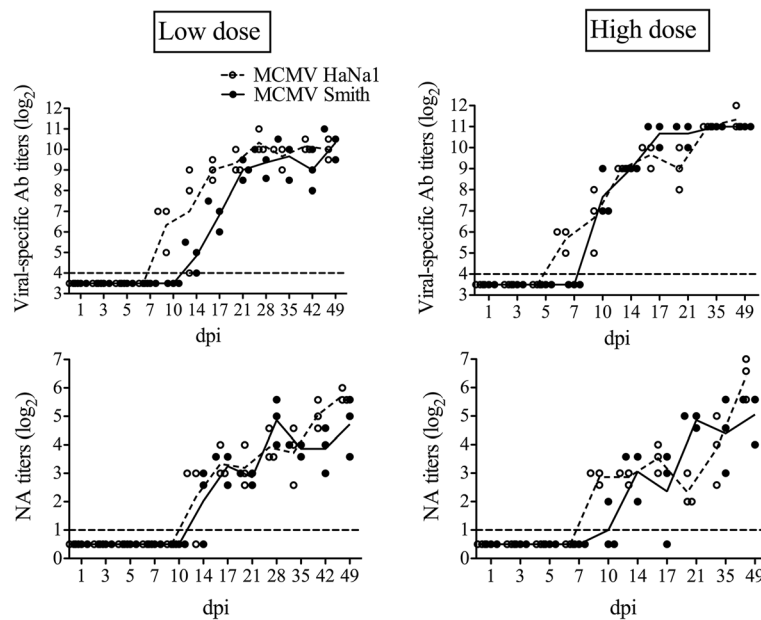 Low dose
High dose
MCMV HaNa1
MCMV Smith
Viral-specific Ab titers (log2)
12
11
10
9
8
7
6
5
4
3
1 3 5 7 10 14 17 21 28 35 42 49
dpi
Viral-specific Ab titers (log2)
12
11
10
9
8
7
6
5
4
3
1 3 5 7 10 14 17 21 35 49
dpi
NA titers (log2)
7
6
5
4
3
2
1
0
1 3 5 7 10 14 17 21 28 35 42 49
dpi
NA titers (log2)
7
6
5
4
3
2
1
0
1 3 5 7 10 14 17 21 35 49
dpi